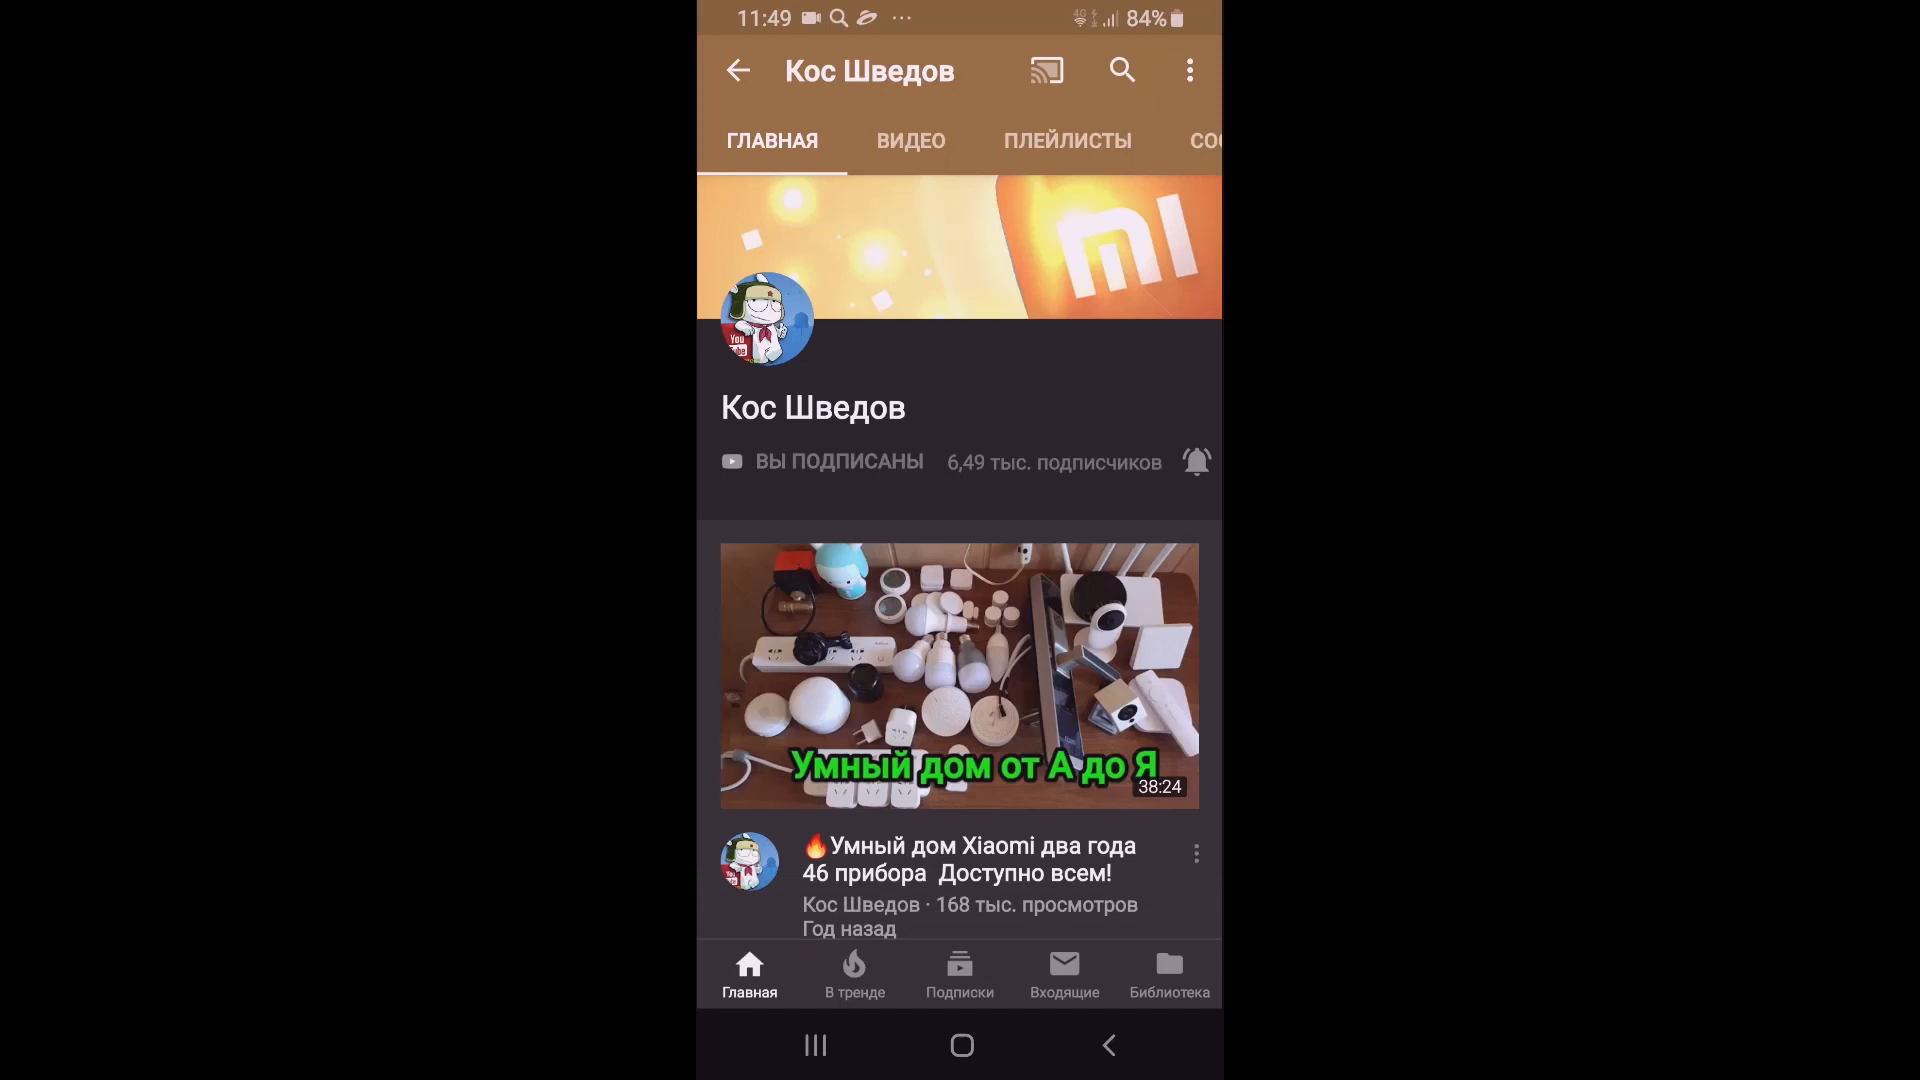 11:49 84%
Кос Шведов
ГЛАВНАЯ ВИДЕО ПЛЕЙЛИСТЫ СОО
Кос Шведов
ВЫ ПОДПИСАНЫ 6,49 тыс. подписчиков
Умный дом от А до Я
38:24
🔥Умный дом Xiaomi два года
46 прибора Доступно всем!
Кос Шведов · 168 тыс. просмотров
Год назад
Главная В тренде Подписки Входящие Библиотека